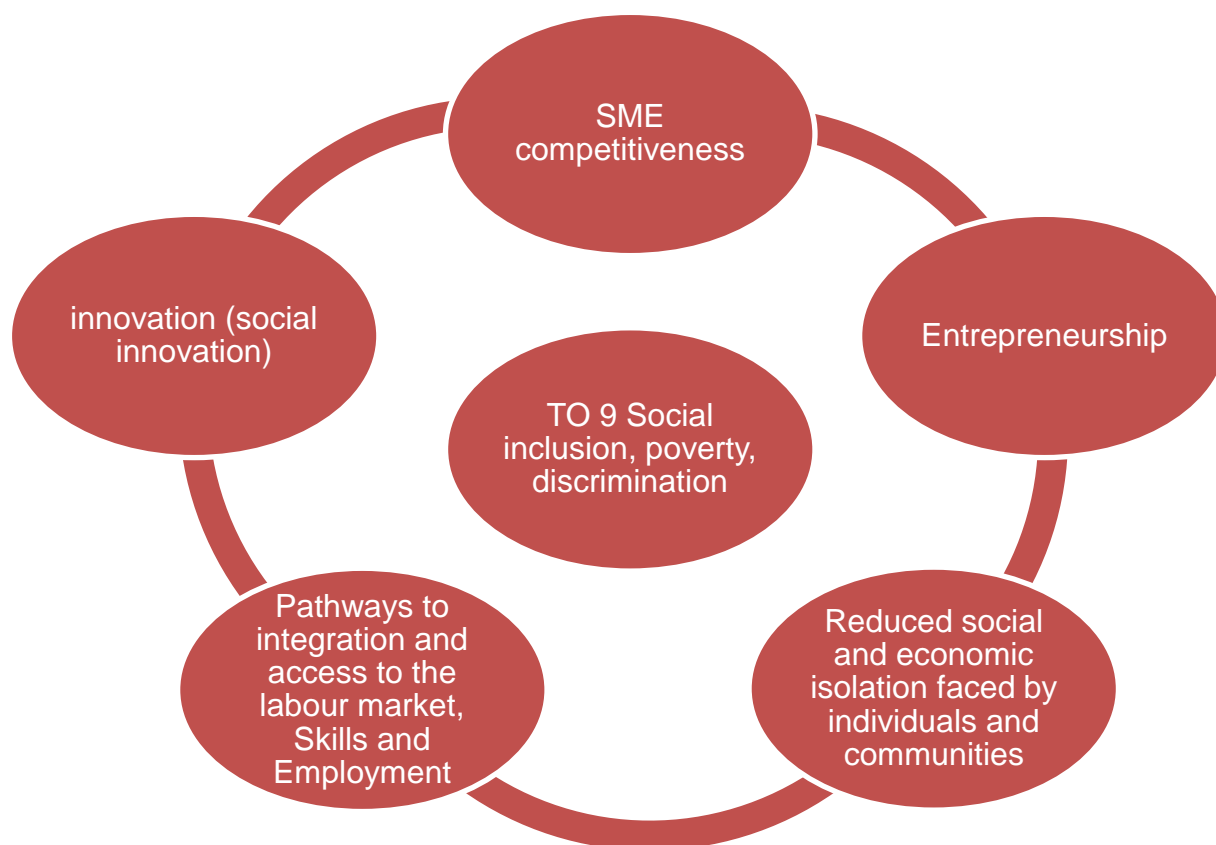 SME
competitiveness
innovation (social
innovation)
Entrepreneurship
TO 9 Social
inclusion, poverty,
discrimination
Pathways to
integration and
access to the
labour market,
Skills and
Employment
Reduced social
and economic
isolation faced by
individuals and
communities